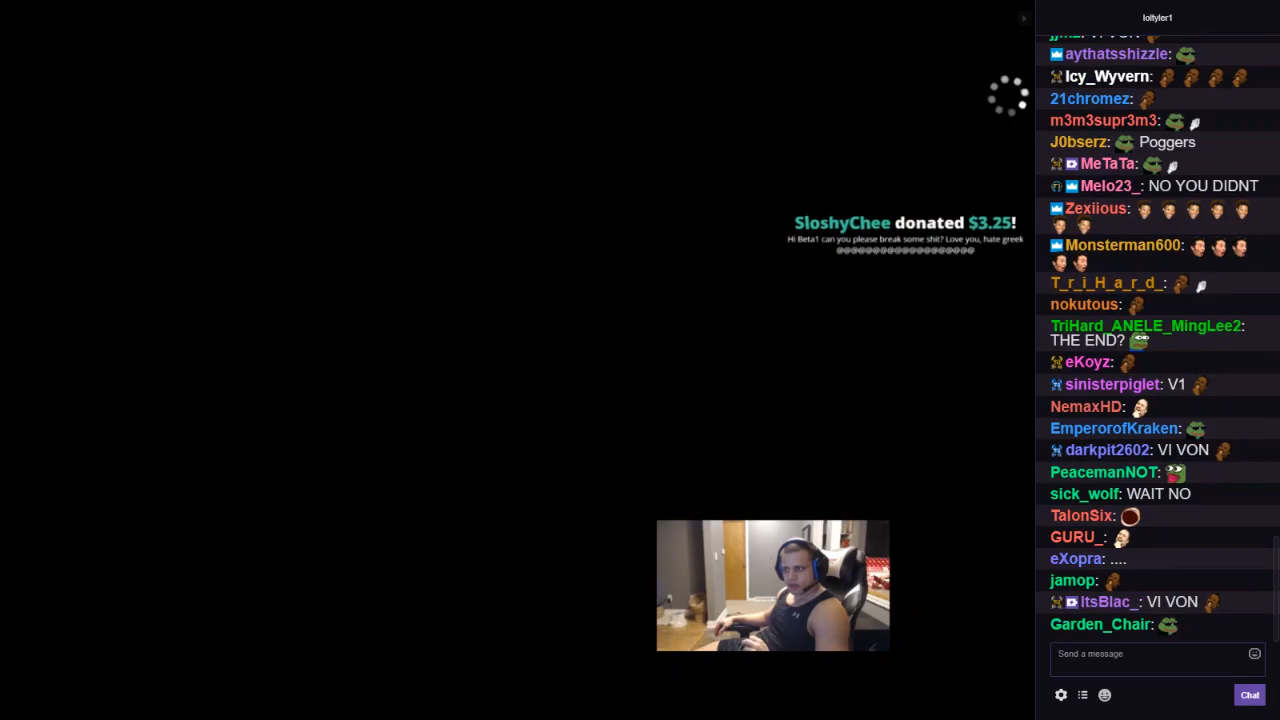 loltyler1
SloshyChee donated $3.25!
Hi Beta1 can you please break some shit? Love you, hate greek
@@@@@@@@@@@@@@@@@@@
VI VON
aythatsshizzle:
Icy_Wyvern:
21chromez:
m3m3supr3m3:
J0bserz: Poggers
MeTaTa:
Melo23_: NO YOU DIDNT
Zexiious:
Monsterman600:
T_r_i_H_a_r_d_:
nokutous:
TriHard_ANELE_MingLee2:
THE END?
eKoyz:
sinisterpiglet: V1
NemaxHD:
EmperorofKraken:
darkpit2602: VI VON
PeacemanNOT:
sick_wolf: WAIT NO
TalonSix:
GURU_:
eXopra: ....
jamop:
ItsBlac_: VI VON
Garden_Chair:
Send a message
Chat